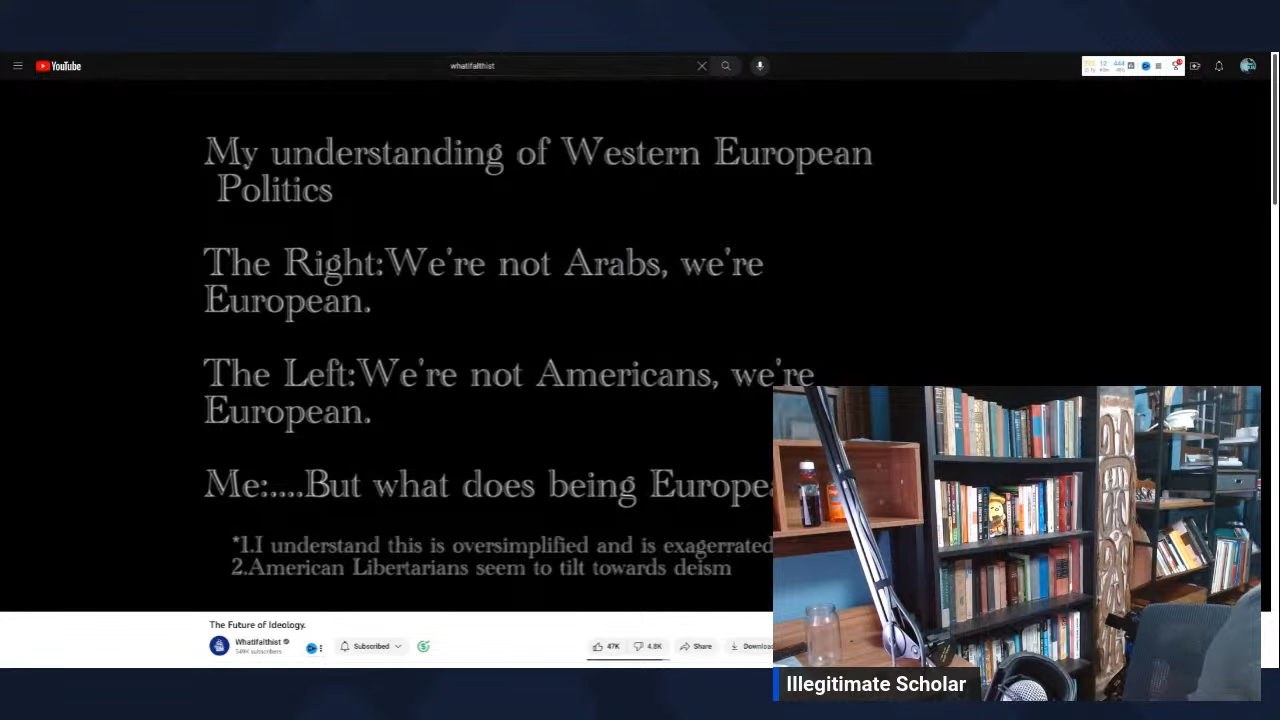 YouTube
whatifalthist
My understanding of Western European
Politics
The Right:We're not Arabs, we're
European.
The Left:We're not Americans, we're
European.
Me:....But what does being
*1.I understand this is oversimplified and is exagerrated
2.American Libertarians seem to tilt towards deism
The Future of Ideology.
Whatifalthist
549K subscribers
Subscribed
47K
4.8K
Share
Illegitimate Scholar